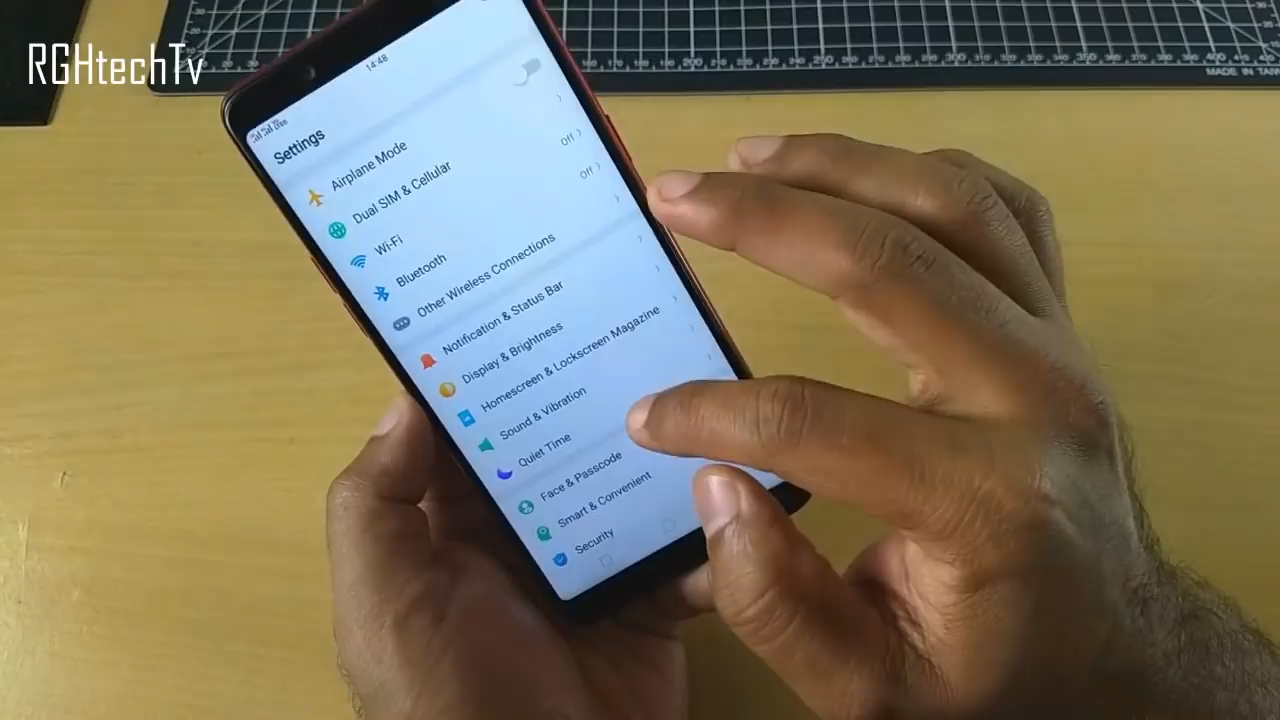 RGHtechTv
14:48
Settings
Airplane Mode
Dual SIM & Cellular
Wi-Fi
Off
Bluetooth
Off
Other Wireless Connections
Notification & Status Bar
Display & Brightness
Homescreen & Lockscreen Magazine
Sound & Vibration
Quiet Time
Face & Passcode
Smart & Convenient
Security
MADE IN TAIWAN